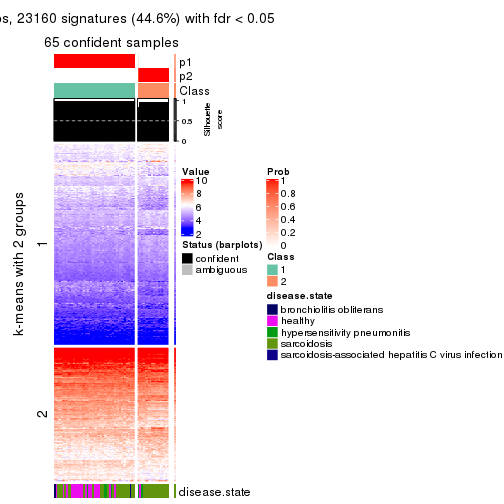 ps, 23160 signatures (44.6%) with fdr < 0.05
65 confident samples
p1
p2
Class
1
0.5
0
Silhouette
score
k-means with 2 groups
1
2
Value
10
8
6
4
2
Status (barplots)
confident
ambiguous
Prob
1
0.8
0.6
0.4
0.2
0
Class
1
2
disease.state
bronchiolitis obliterans
healthy
hypersensitivity pneumonitis
sarcoidosis
sarcoidosis-associated hepatitis C virus infection
disease.state